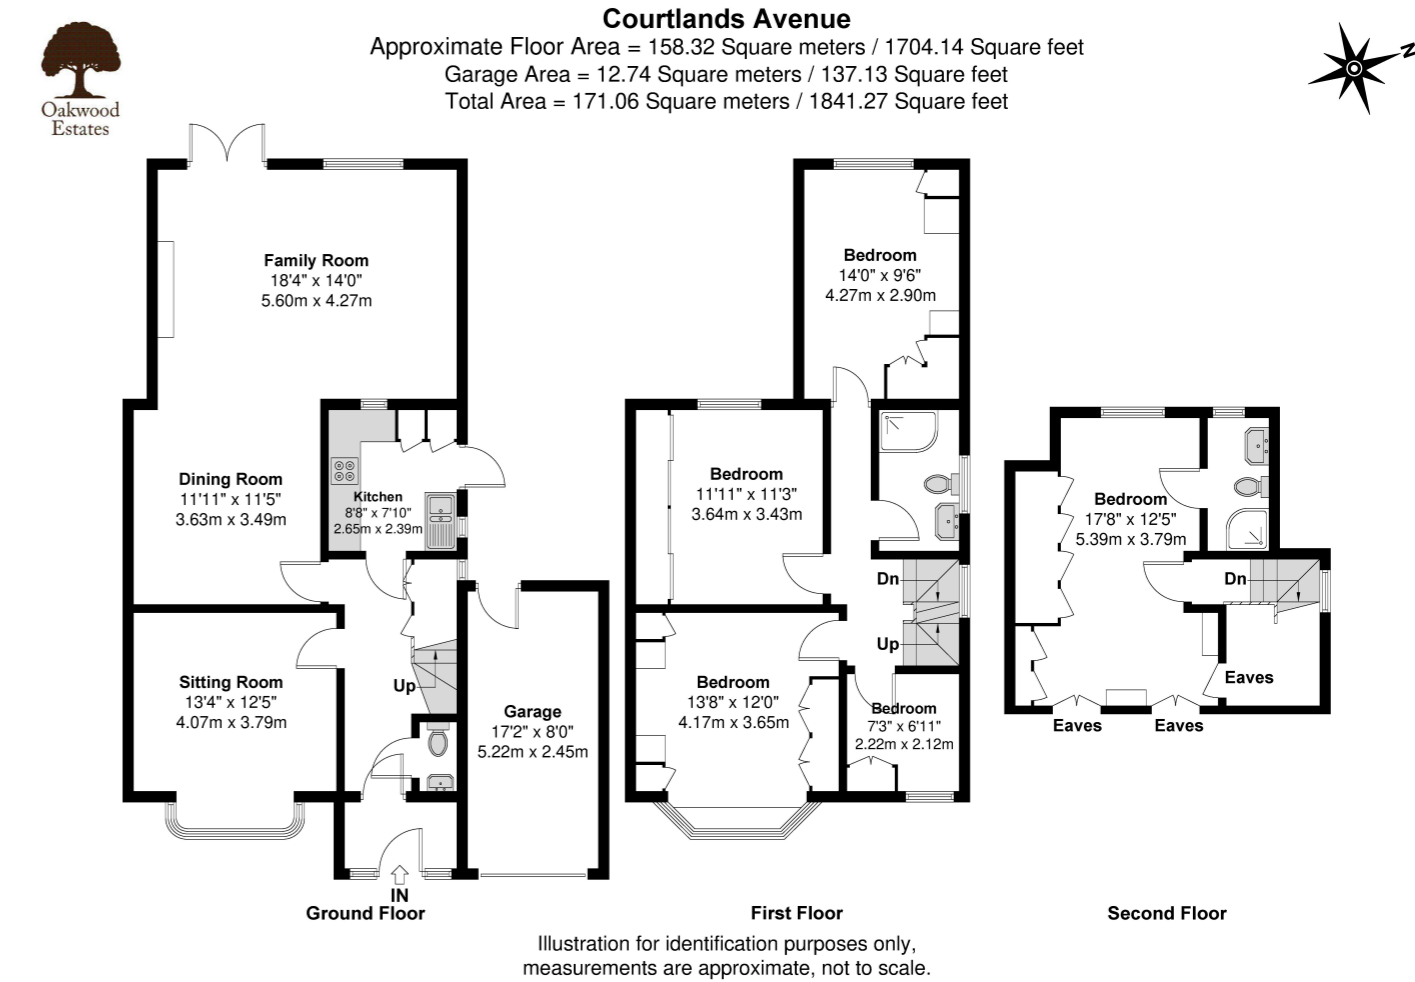 Courtlands Avenue
Approximate Floor Area = 158.32 Square meters / 1704.14 Square feet
Garage Area = 12.74 Square meters / 137.13 Square feet
Total Area = 171.06 Square meters / 1841.27 Square feet
Oakwood
Estates
N
Family Room
18'4" x 14'0"
5.60m x 4.27m
Dining Room
11'11" x 11'5"
3.63m x 3.49m
Kitchen
8'8" x 7'10"
2.65m x 2.39m
Sitting Room
13'4" x 12'5"
4.07m x 3.79m
Up
Garage
17'2" x 8'0"
5.22m x 2.45m
IN
Ground Floor
Bedroom
14'0" x 9'6"
4.27m x 2.90m
Bedroom
11'11" x 11'3"
3.64m x 3.43m
Dn
Up
Bedroom
13'8" x 12'0"
4.17m x 3.65m
Bedroom
7'3" x 6'11"
2.22m x 2.12m
First Floor
Bedroom
17'8" x 12'5"
5.39m x 3.79m
Dn
Eaves
Eaves
Eaves
Second Floor
Illustration for identification purposes only,
measurements are approximate, not to scale.